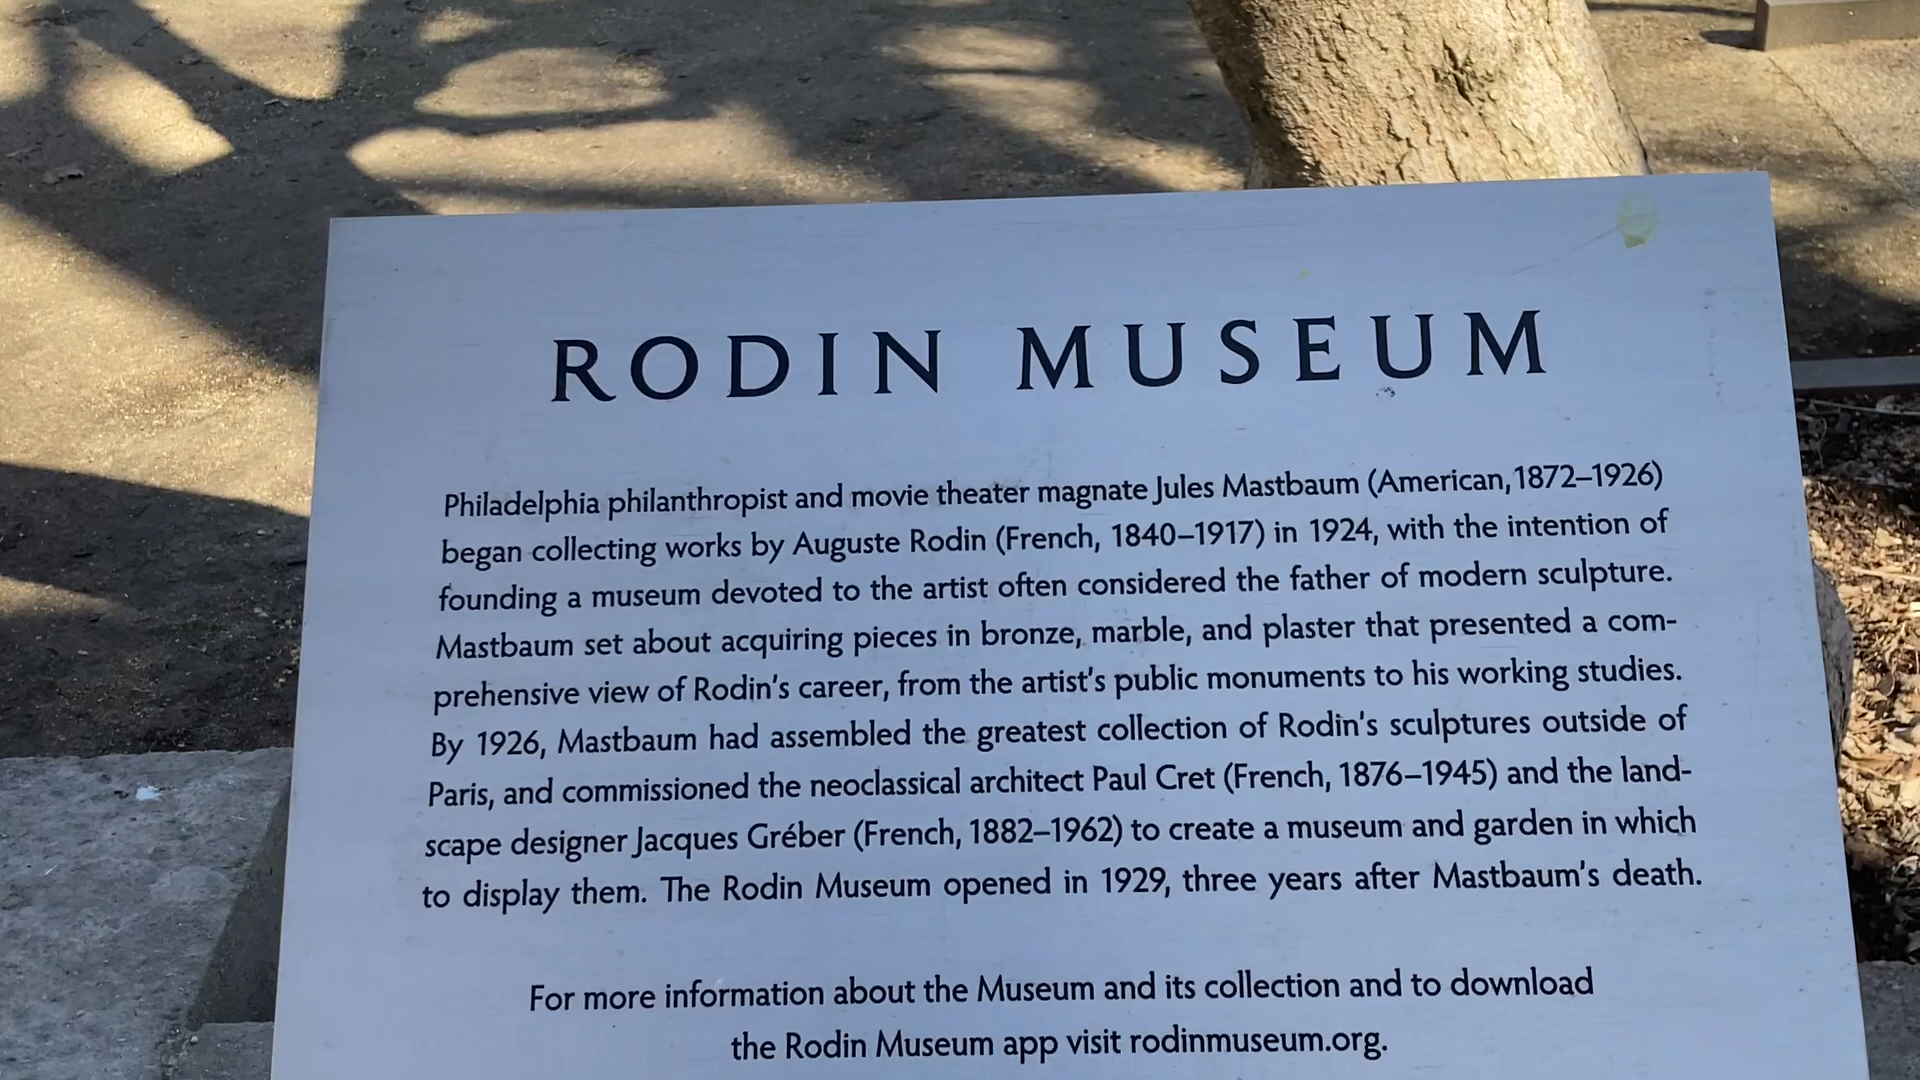 RODIN MUSEUM
Philadelphia philanthropist and movie theater magnate Jules Mastbaum (American, 1872–1926)
began collecting works by Auguste Rodin (French, 1840–1917) in 1924, with the intention of
founding a museum devoted to the artist often considered the father of modern sculpture.
Mastbaum set about acquiring pieces in bronze, marble, and plaster that presented a com-
prehensive view of Rodin's career, from the artist's public monuments to his working studies.
By 1926, Mastbaum had assembled the greatest collection of Rodin's sculptures outside of
Paris, and commissioned the neoclassical architect Paul Cret (French, 1876–1945) and the land-
scape designer Jacques Gréber (French, 1882–1962) to create a museum and garden in which
to display them. The Rodin Museum opened in 1929, three years after Mastbaum's death.
For more information about the Museum and its collection and to download
the Rodin Museum app visit rodinmuseum.org.